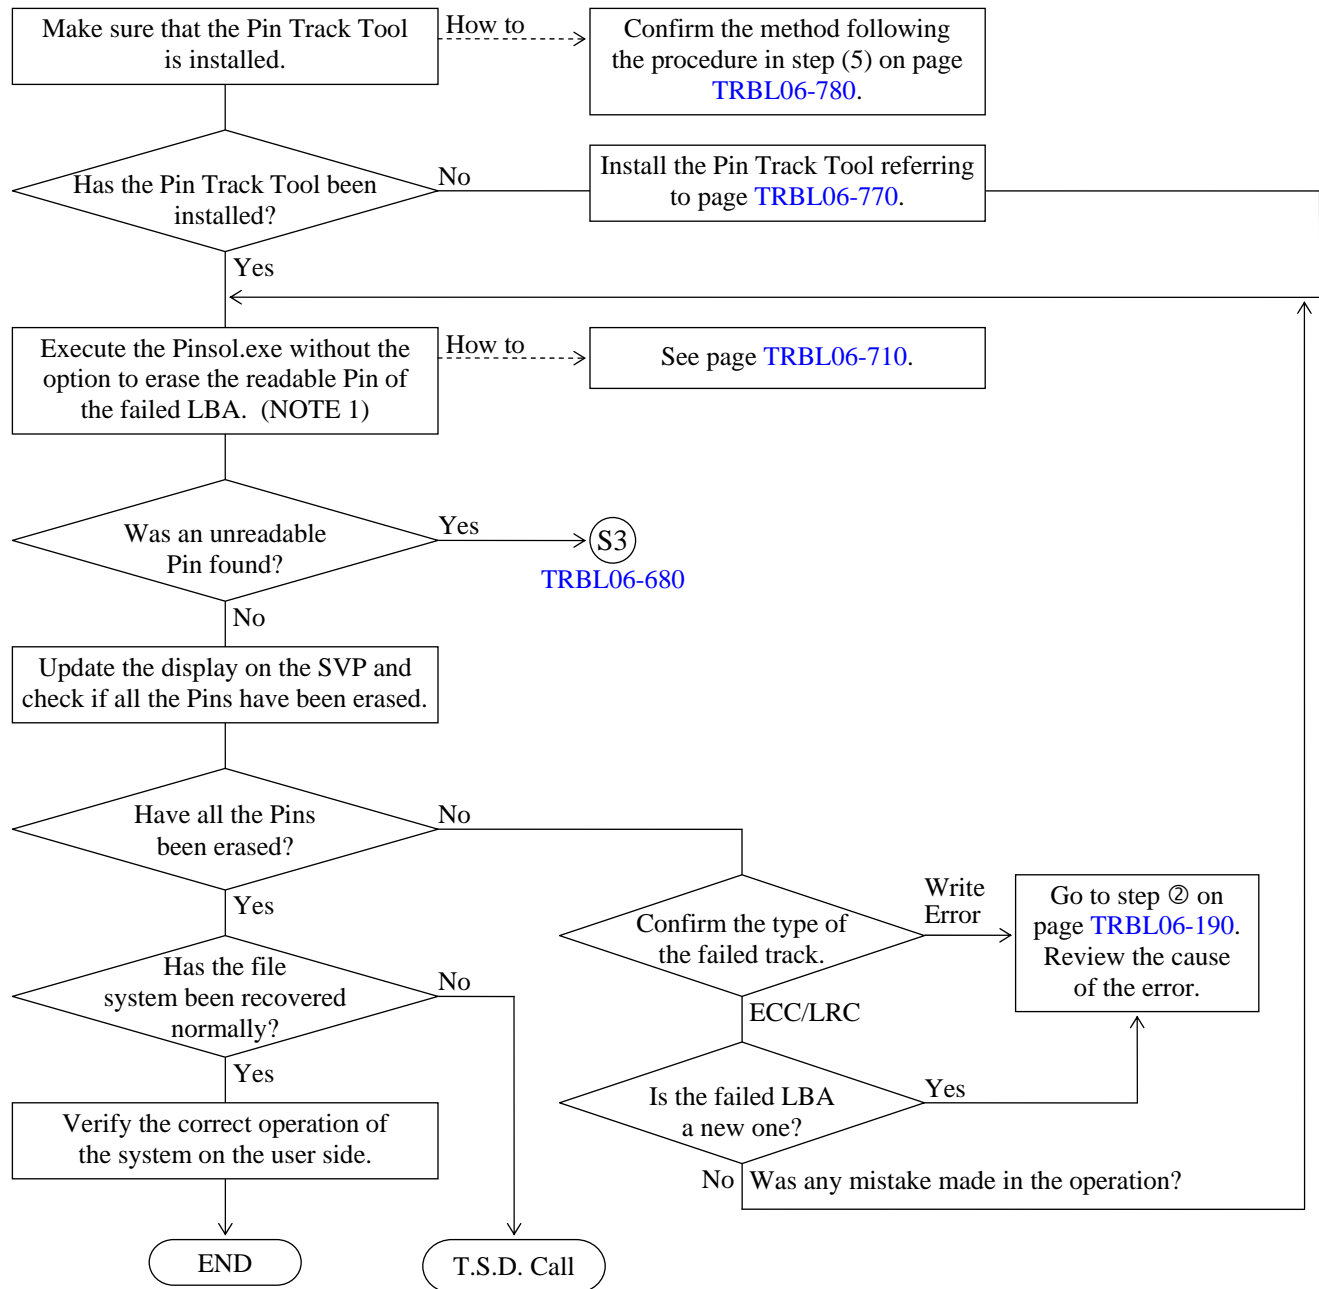 Make sure that the Pin Track Tool
is installed.
How to
Confirm the method following
the procedure in step (5) on page
TRBL06-780.
Has the Pin Track Tool been
installed?
No
Install the Pin Track Tool referring
to page TRBL06-770.
Yes
Execute the Pinsol.exe without the
option to erase the readable Pin of
the failed LBA.  (NOTE 1)
How to
See page TRBL06-710.
Was an unreadable
Pin found?
Yes
S3
TRBL06-680
No
Update the display on the SVP and
check if all the Pins have been erased.
Have all the Pins
been erased?
No
Yes
Confirm the type of
the failed track.
Write
Error
Go to step ② on
page TRBL06-190.
Review the cause
of the error.
Has the file
system been recovered
normally?
No
ECC/LRC
Yes
Is the failed LBA
a new one?
Yes
Verify the correct operation of
the system on the user side.
No
Was any mistake made in the operation?
END
T.S.D. Call